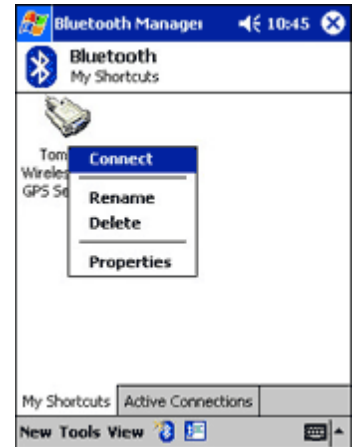 Bluetooth Manager 10:45
Bluetooth
My Shortcuts
Tom
Wireles
GPS Se
Connect
Rename
Delete
Properties
My Shortcuts Active Connections
New Tools View